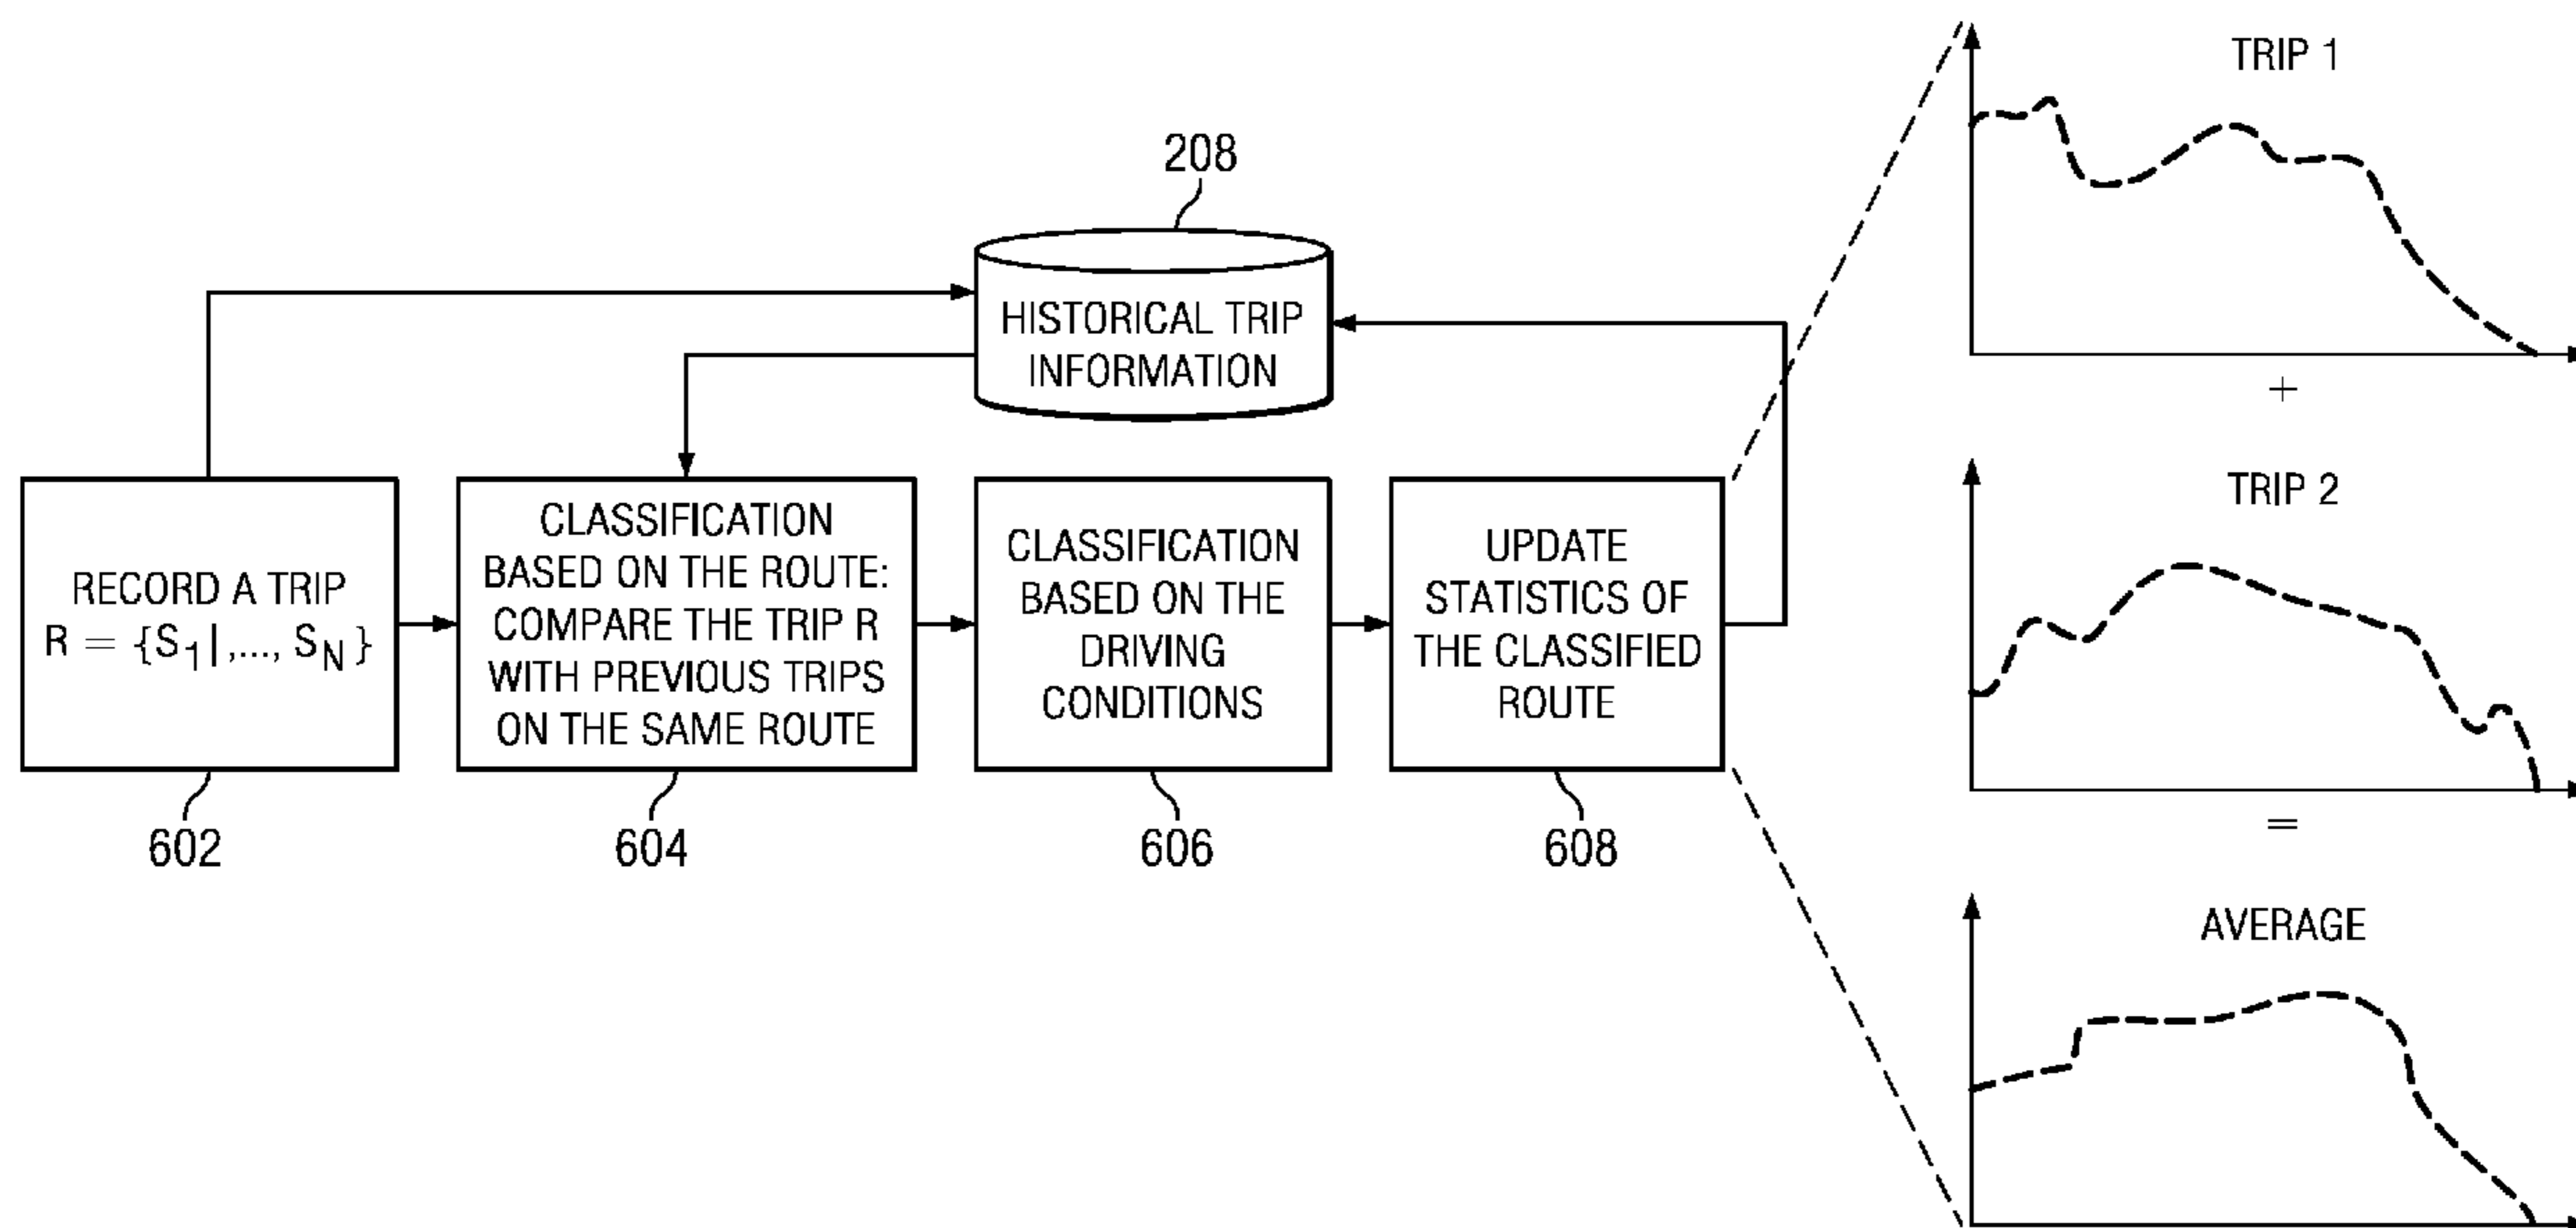 208
HISTORICAL TRIP
INFORMATION
RECORD A TRIP
R = {S1|,..., SN}
602
CLASSIFICATION
BASED ON THE ROUTE:
COMPARE THE TRIP R
WITH PREVIOUS TRIPS
ON THE SAME ROUTE
604
CLASSIFICATION
BASED ON THE
DRIVING
CONDITIONS
606
UPDATE
STATISTICS OF
THE CLASSIFIED
ROUTE
608
TRIP 1
+
TRIP 2
=
AVERAGE